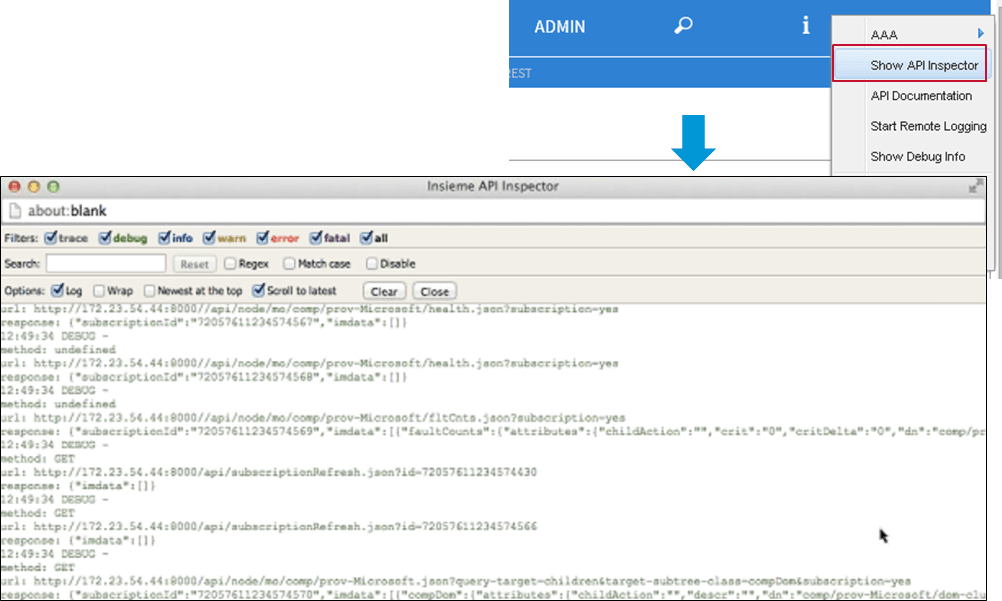 ADMIN
i
AAA
EST
Show API Inspector
API Documentation
Start Remote Logging
Show Debug Info
Insieme API Inspector
about:blank
Filters: trace debug info warn error fatal all
Search: Reset Regex Match case Disable
Options: Log Wrap Newest at the top Scroll to latest Clear Close
url: http://172.23.54.44:8000//api/node/mo/comp/prov-Microsoft/health.json?subscription=yes
response: {"subscriptionId":"72057611234574567","imdata":[]}
12:49:34 DEBUG -
method: undefined
url: http://172.23.54.44:8000//api/node/mo/comp/prov-Microsoft/health.json?subscription=yes
response: {"subscriptionId":"72057611234574568","imdata":[]}
12:49:34 DEBUG -
method: undefined
url: http://172.23.54.44:8000//api/node/mo/comp/prov-Microsoft/fltCnts.json?subscription=yes
response: {"subscriptionId":"72057611234574569","imdata":[{"faultCounts":{"attributes":{"childAction":"","crit":"0","critDelta":"0","dn":"comp/pr
12:49:34 DEBUG -
method: GET
url: http://172.23.54.44:8000/api/subscriptionRefresh.json?id=72057611234574430
response: {"imdata":[]}
12:49:34 DEBUG -
method: GET
url: http://172.23.54.44:8000/api/subscriptionRefresh.json?id=72057611234574566
response: {"imdata":[]}
12:49:34 DEBUG -
method: GET
url: http://172.23.54.44:8000/api/node/mo/comp/prov-Microsoft.json?query-target=children&target-subtree-class=compDom&subscription=yes
response: {"subscriptionId":"72057611234574570","imdata":[{"compDom":{"attributes":{"childAction":"","descr":"","dn":"comp/prov-Microsoft/dom-clu